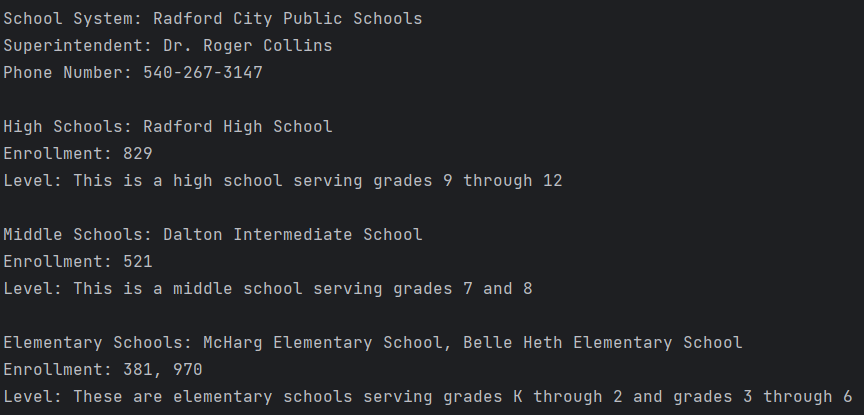 School System: Radford City Public Schools
Superintendent: Dr. Roger Collins
Phone Number: 540-267-3147
High Schools: Radford High School
Enrollment: 829
Level: This is a high school serving grades 9 through 12
Middle Schools: Dalton Intermediate School
Enrollment: 521
Level: This is a middle school serving grades 7 and 8
Elementary Schools: McHarg Elementary School, Belle Heth Elementary School
Enrollment: 381, 970
Level: These are elementary schools serving grades K through 2 and grades 3 through 6